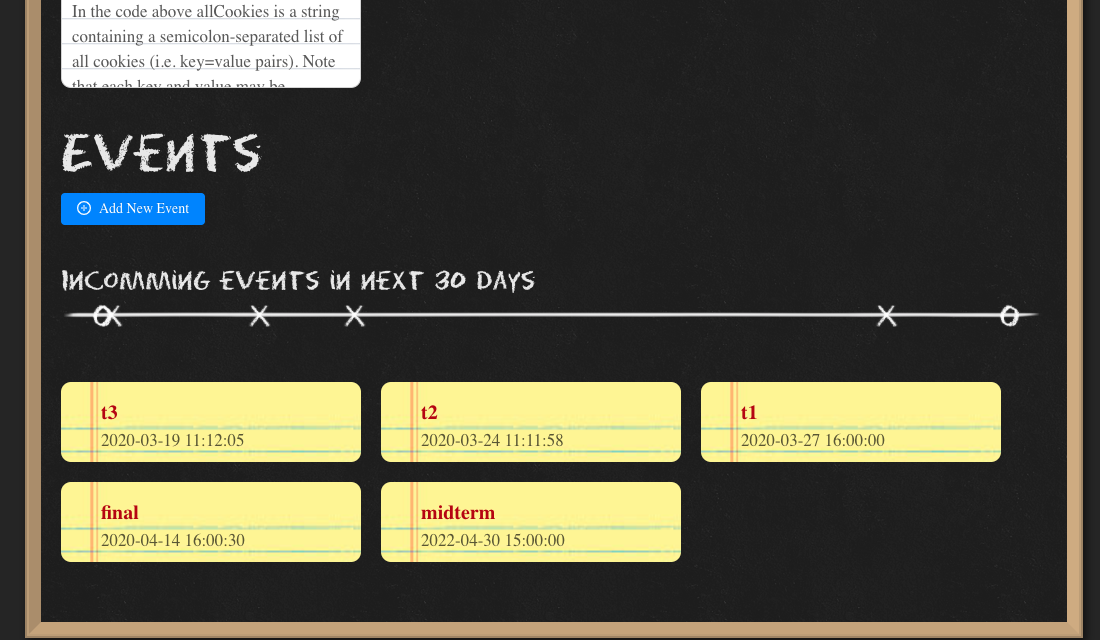 In the code above allCookies is a string
containing a semicolon-separated list of
all cookies (i.e. key=value pairs). Note
that each key and value may be
EVENTS
Add New Event
INCOMMING EVENTS IN NEXT 30 DAYS
t3
2020-03-19 11:12:05
t2
2020-03-24 11:11:58
t1
2020-03-27 16:00:00
final
2020-04-14 16:00:30
midterm
2022-04-30 15:00:00